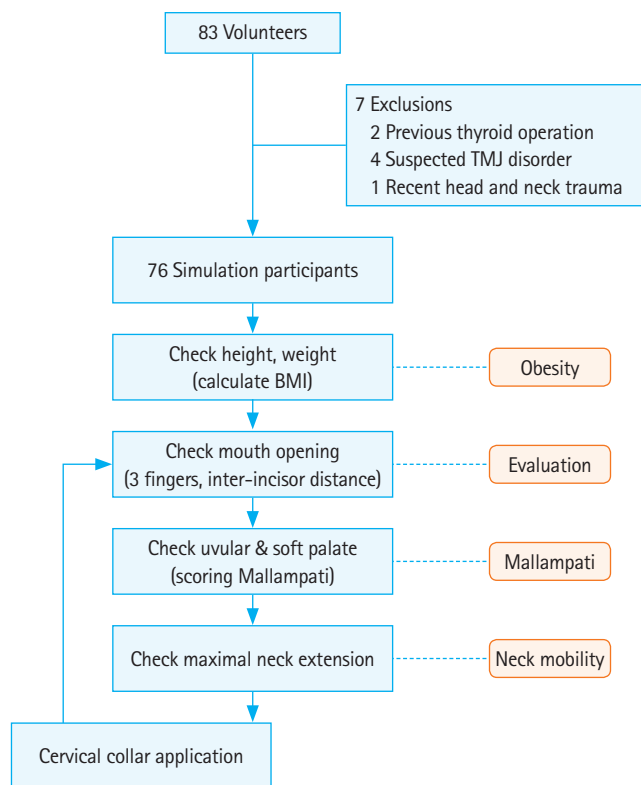 83 Volunteers
7 Exclusions
2 Previous thyroid operation
4 Suspected TMJ disorder
1 Recent head and neck trauma
76 Simulation participants
Check height, weight
(calculate BMI)
Obesity
Check mouth opening
(3 fingers, inter-incisor distance)
Evaluation
Check uvular & soft palate
(scoring Mallampati)
Mallampati
Check maximal neck extension
Neck mobility
Cervical collar application